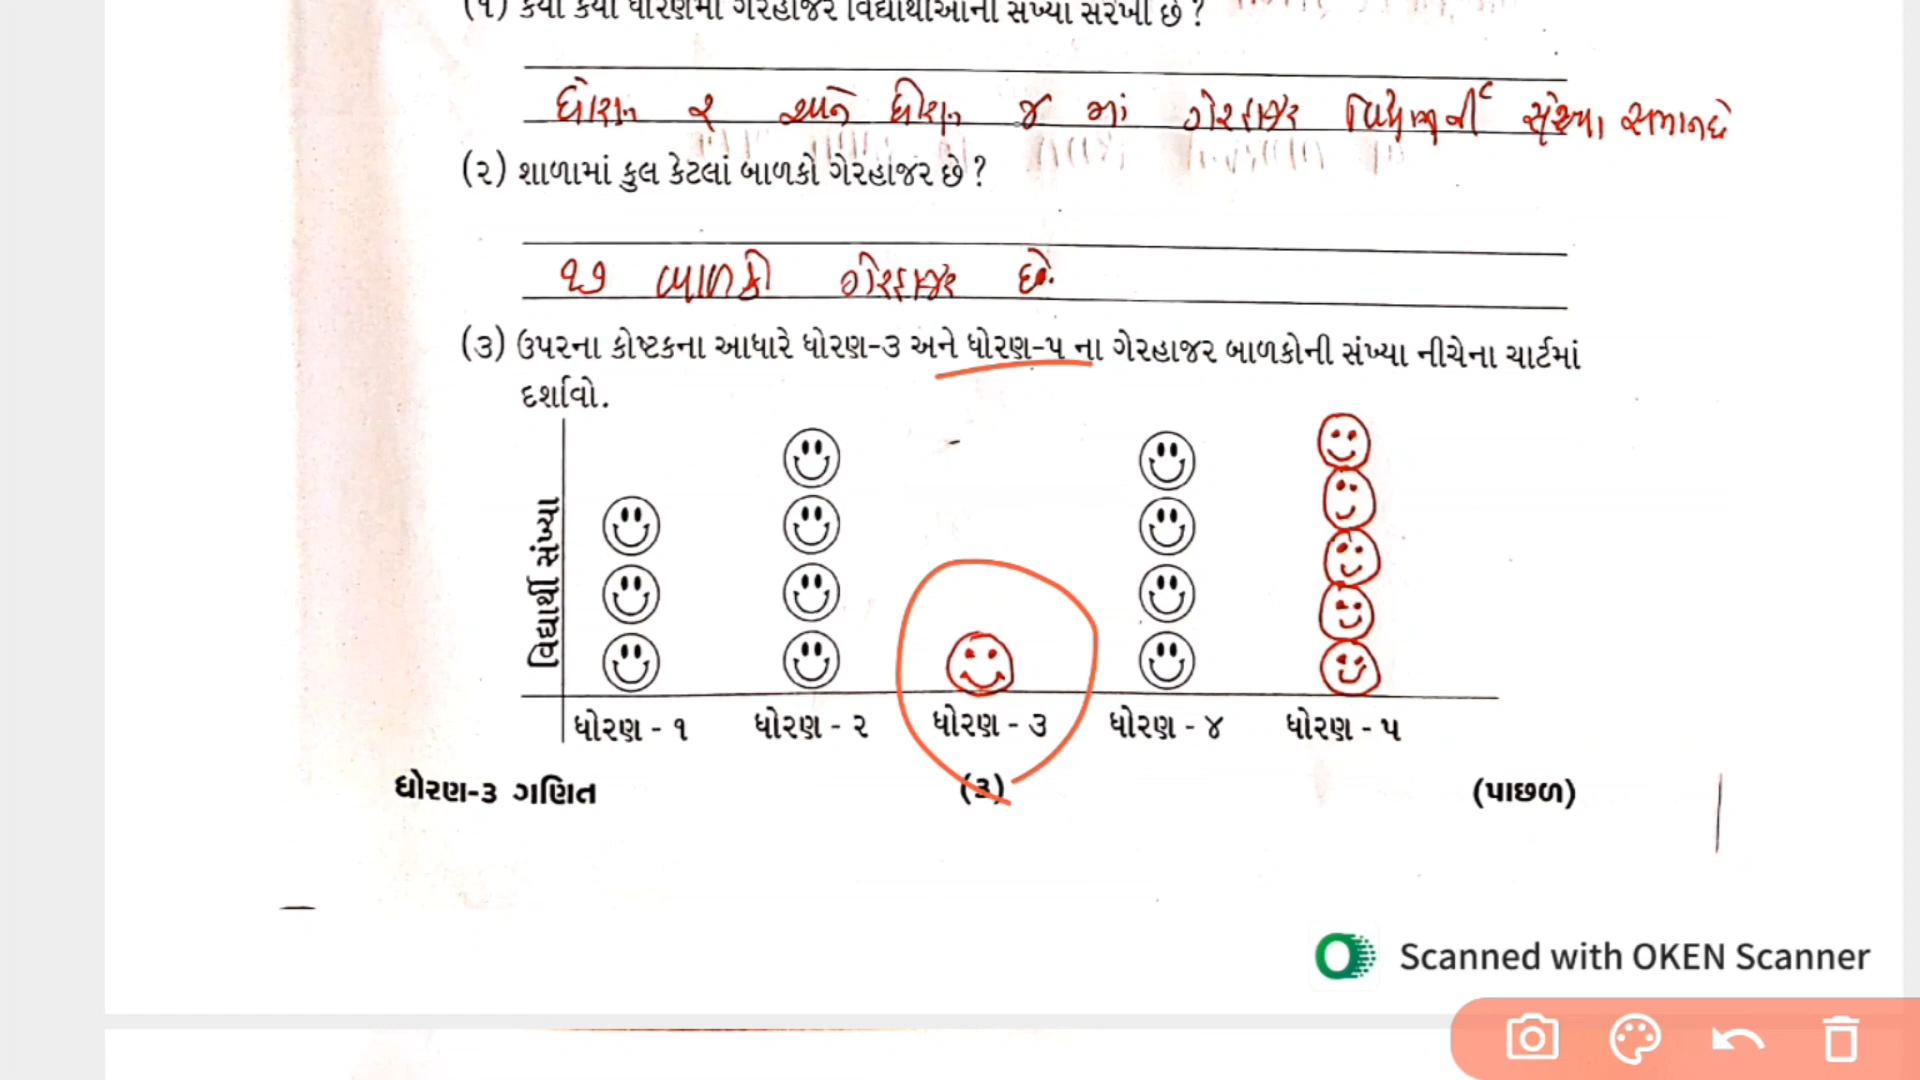 (૧) કયા કયા ધોરણમાં ગેરહાજર વિદ્યાર્થીઓની સંખ્યા સરખી છે ?
ધોરણ ૨ અને ધોરણ ૪ માં ગેરહાજર સંખ્યા સમાન છે
(૨) શાળામાં કુલ કેટલાં બાળકો ગેરહાજર છે ?
૧૭ બાળકો ગેરહાજર છે.
(૩) ઉપરના કોષ્ટકના આધારે ધોરણ-૩ અને ધોરણ-૫ ના ગેરહાજર બાળકોની સંખ્યા નીચેના ચાર્ટમાં
દર્શાવો.
વિદ્યાર્થી સંખ્યા
ધોરણ - ૧ ધોરણ - ૨ ધોરણ - ૩ ધોરણ - ૪ ધોરણ - ૫
ધોરણ-૩ ગણિત (૩) (પાછળ)
Scanned with OKEN Scanner